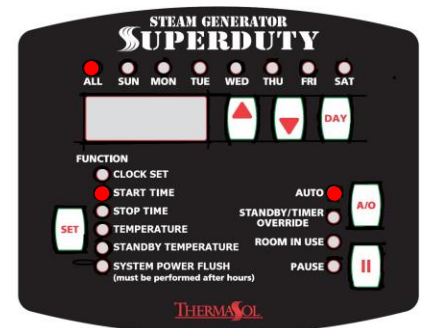 STEAM GENERATOR
SUPERDUTY
ALL SUN MON TUE WED THU FRI SAT
DAY
FUNCTION
CLOCK SET
START TIME
STOP TIME
TEMPERATURE
STANDBY TEMPERATURE
SYSTEM POWER FLUSH
(must be performed after hours)
SET
AUTO
STANDBY/TIMER
OVERRIDE
ROOM IN USE
PAUSE
A/O
THERMASOL